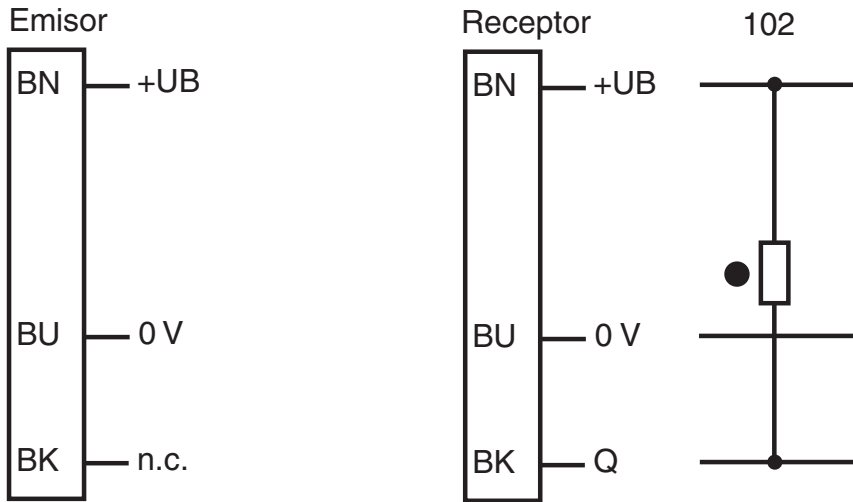 Emisor
BN +UB
BU 0 V
BK n.c.
Receptor
BN +UB
BU 0 V
BK Q
102